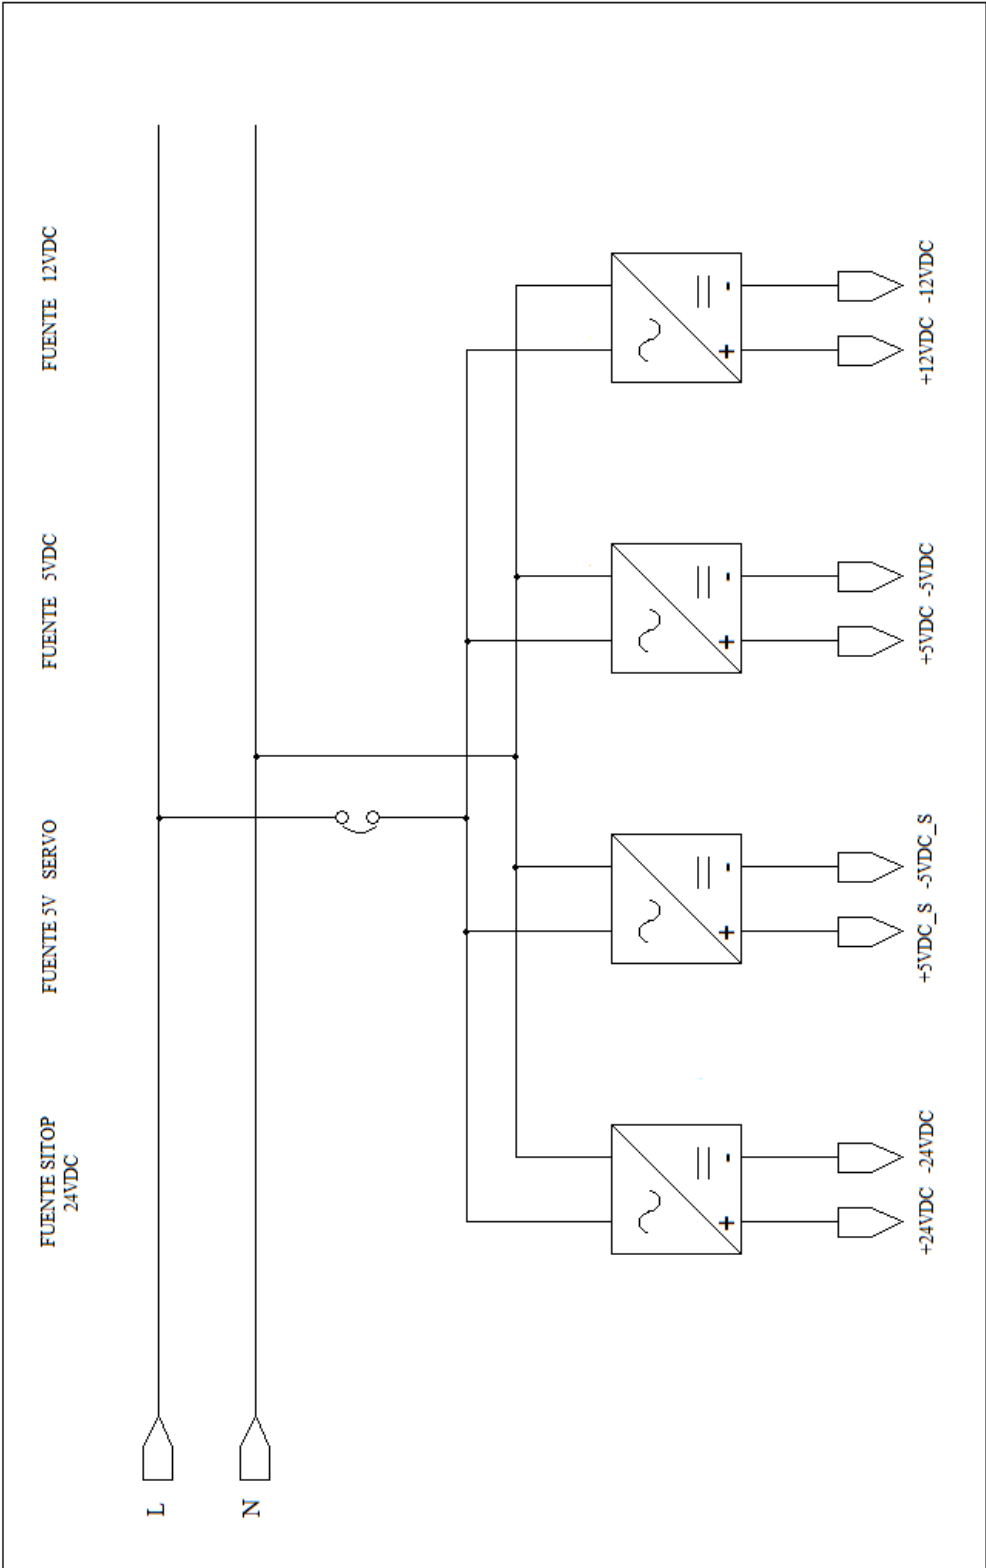 FUENTE SITOP
24VDC
FUENTE 5V SERVO
FUENTE 5VDC
FUENTE 12VDC
L
N
+ -
+ -
+ -
+ -
+24VDC -24VDC
+5VDC_S -5VDC_S
+5VDC -5VDC
+12VDC -12VDC